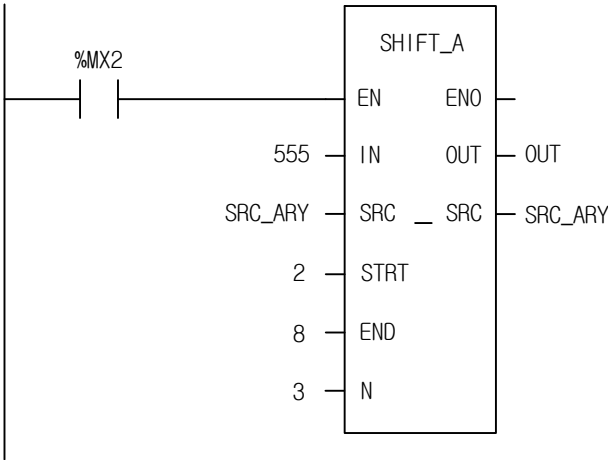 SHIFT_A
%MX2
EN ENO
555 IN OUT OUT
SRC_ARY SRC _ SRC SRC_ARY
2 STRT
8 END
3 N